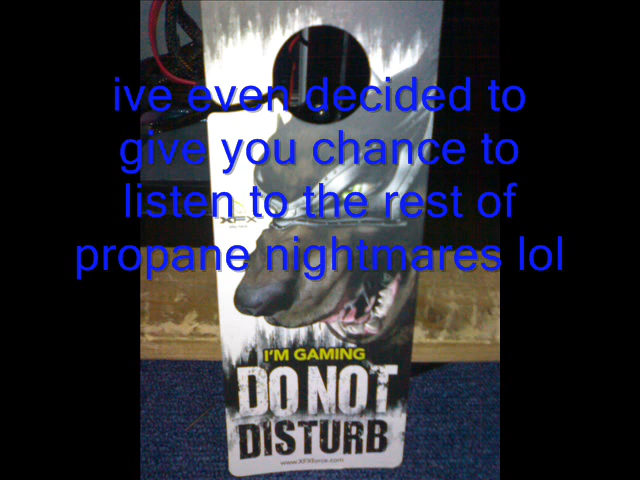 ive even decided to
give you chance to
listen to the rest of
propane nightmares lol
XFX
I'M GAMING
DO NOT
DISTURB
www.XFXforce.com